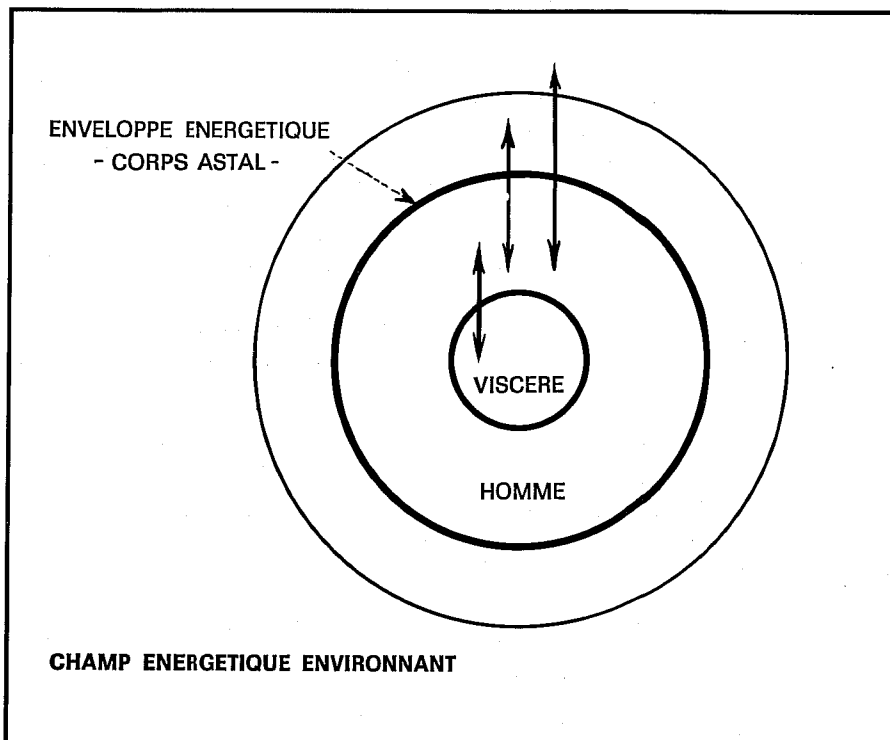 ENVELOPPE ENERGETIQUE
- CORPS ASTAL -
VISCERE
HOMME
CHAMP ENERGETIQUE ENVIRONNANT